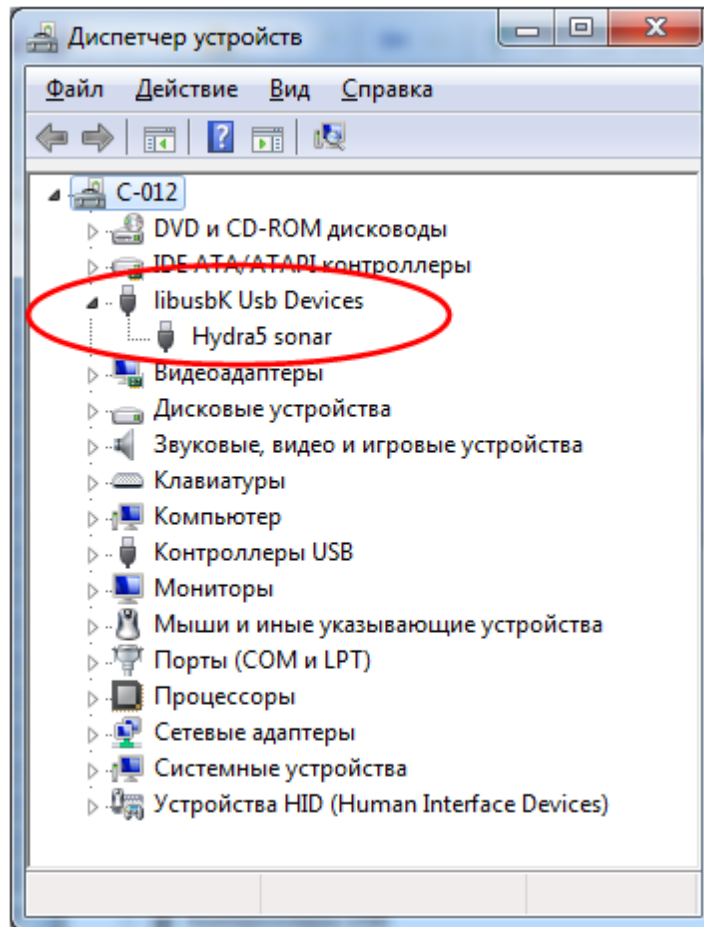 Диспетчер устройств
Файл Действие Вид Справка
C-012
DVD и CD-ROM дисководы
IDE ATA/ATAPI контроллеры
libusbK Usb Devices
Hydra5 sonar
Видеоадаптеры
Дисковые устройства
Звуковые, видео и игровые устройства
Клавиатуры
Компьютер
Контроллеры USB
Мониторы
Мыши и иные указывающие устройства
Порты (COM и LPT)
Процессоры
Сетевые адаптеры
Системные устройства
Устройства HID (Human Interface Devices)